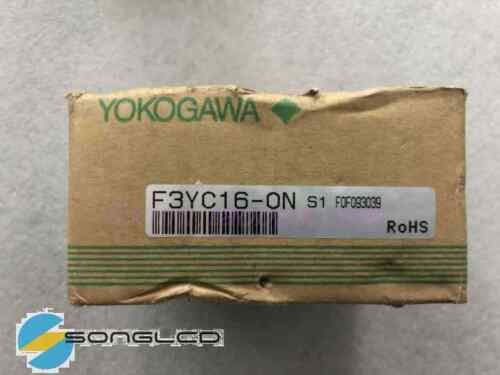 YOKOGAWA
F3YC16-0N S1 F0F093039
RoHS
SONGLCD